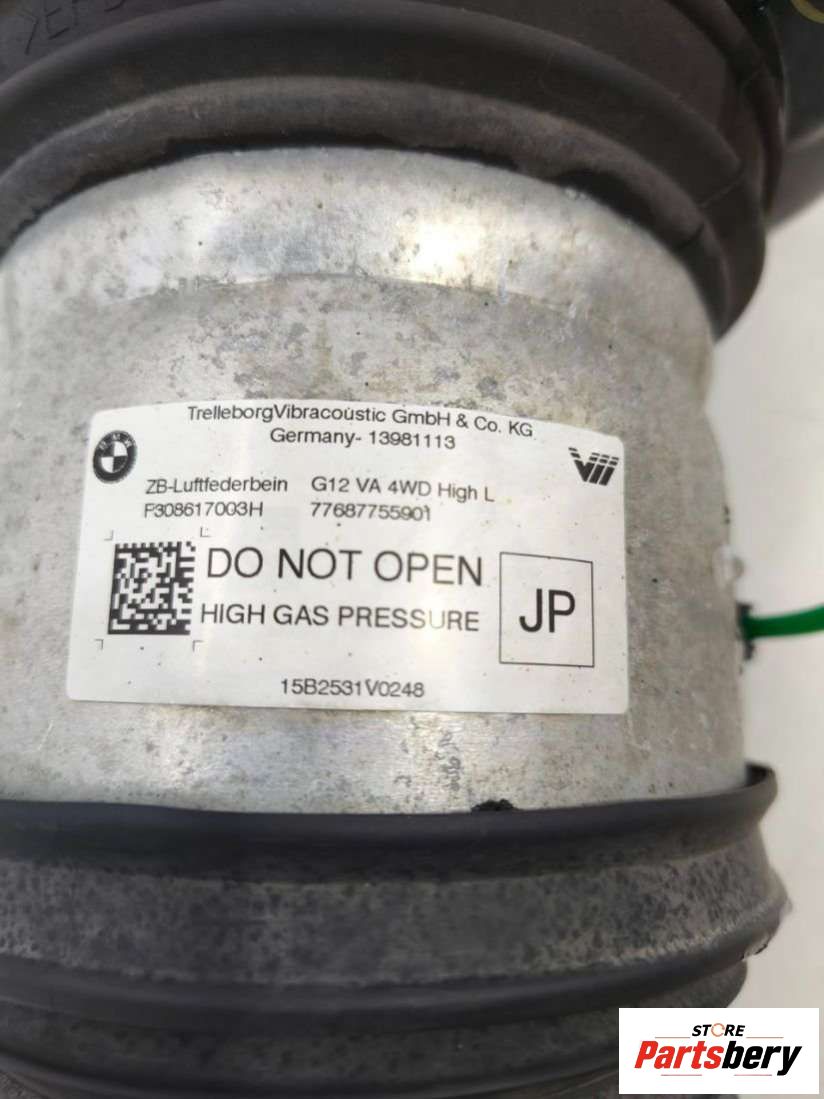 TrelleborgVibracoustic GmbH & Co. KG
Germany- 13981113
BMW
ZB-Luftfederbein G12 VA 4WD High L
F308617003H 77687755901
DO NOT OPEN
HIGH GAS PRESSURE
JP
15B2531V0248
STORE
Partsbery